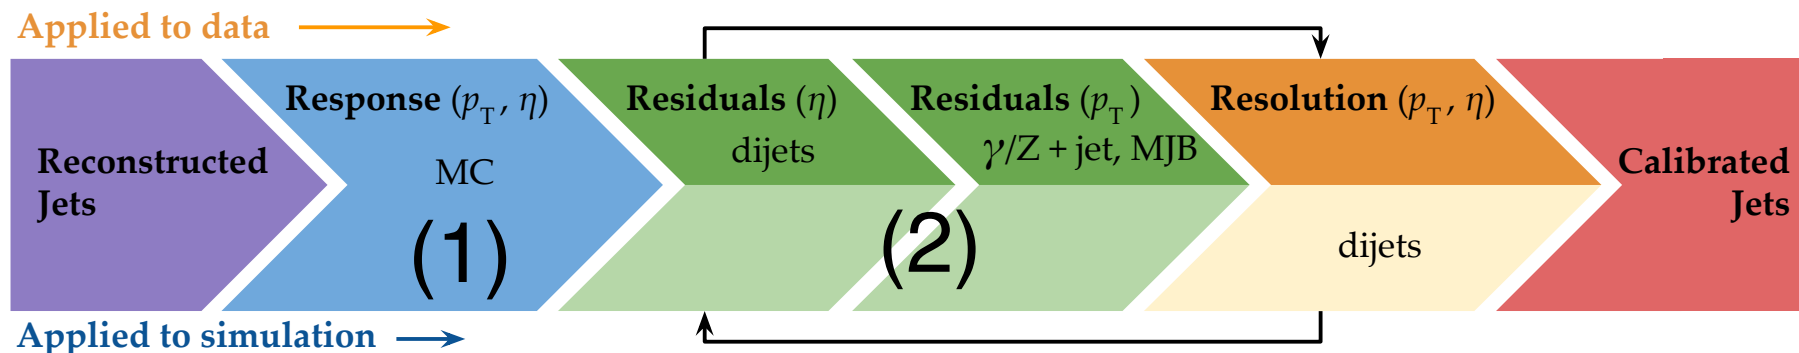 Applied to data
Reconstructed
Jets
Response (pT, η)
MC
(1)
Residuals (η)
dijets
Residuals (pT)
γ/Z + jet, MJB
(2)
Resolution (pT, η)
dijets
Calibrated
Jets
Applied to simulation